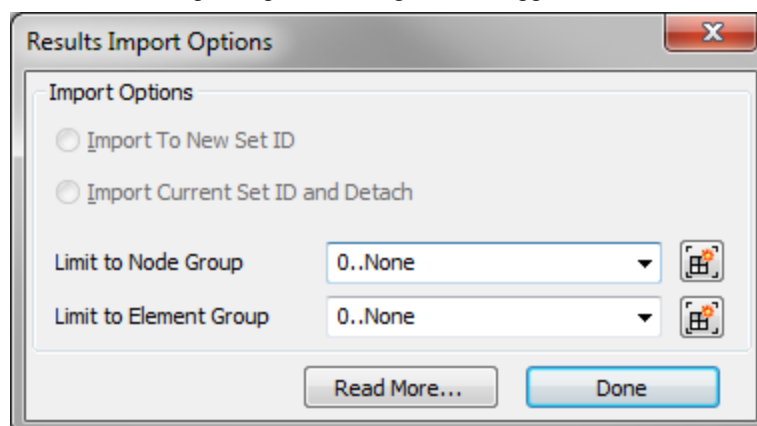 Results Import Options
Import Options
Import To New Set ID
Import Current Set ID and Detach
Limit to Node Group 0..None
Limit to Element Group 0..None
Read More... Done